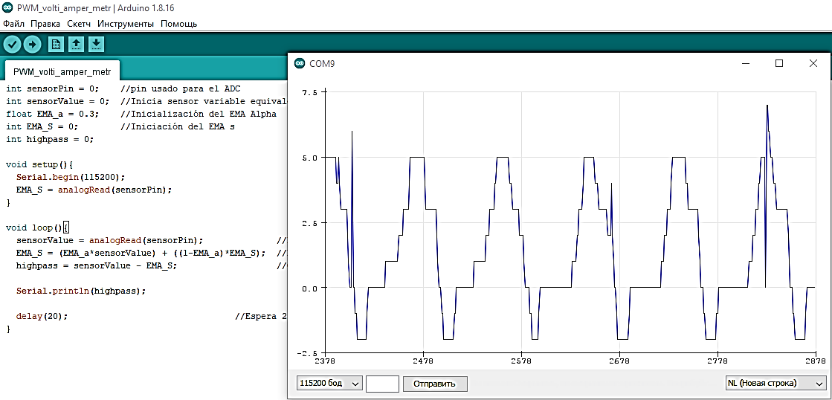 PWM_volti_amper_metr | Arduino 1.8.16
Файл Правка Скетч Инструменты Помощь
PWM_volti_amper_metr
int sensorPin = 0; //pin usado para el ADC
int sensorValue = 0; //Inicia sensor variable equival
float EMA_a = 0.3; //Inicialización del EMA Alpha
int EMA_S = 0; //Iniciación del EMA s
int highpass = 0;
void setup(){
Serial.begin(115200);
EMA_S = analogRead(sensorPin);
}
void loop(){
sensorValue = analogRead(sensorPin); //
EMA_S = (EMA_a*sensorValue) + ((1-EMA_a)*EMA_S); //
highpass = sensorValue - EMA_S; //
Serial.println(highpass);
delay(20); //Espera 2
}
COM9
7.5
5.0
2.5
0.0
-2.5
2378 2478 2578 2678 2778 2878
115200 бод Отправить NL (Новая строка)